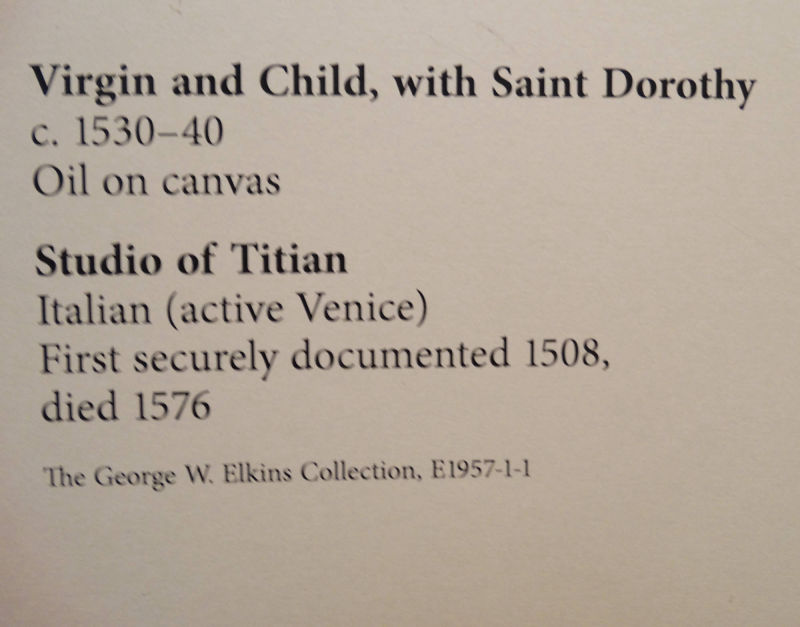 Virgin and Child, with Saint Dorothy
c. 1530–40
Oil on canvas
Studio of Titian
Italian (active Venice)
First securely documented 1508,
died 1576
The George W. Elkins Collection, E1957-1-1